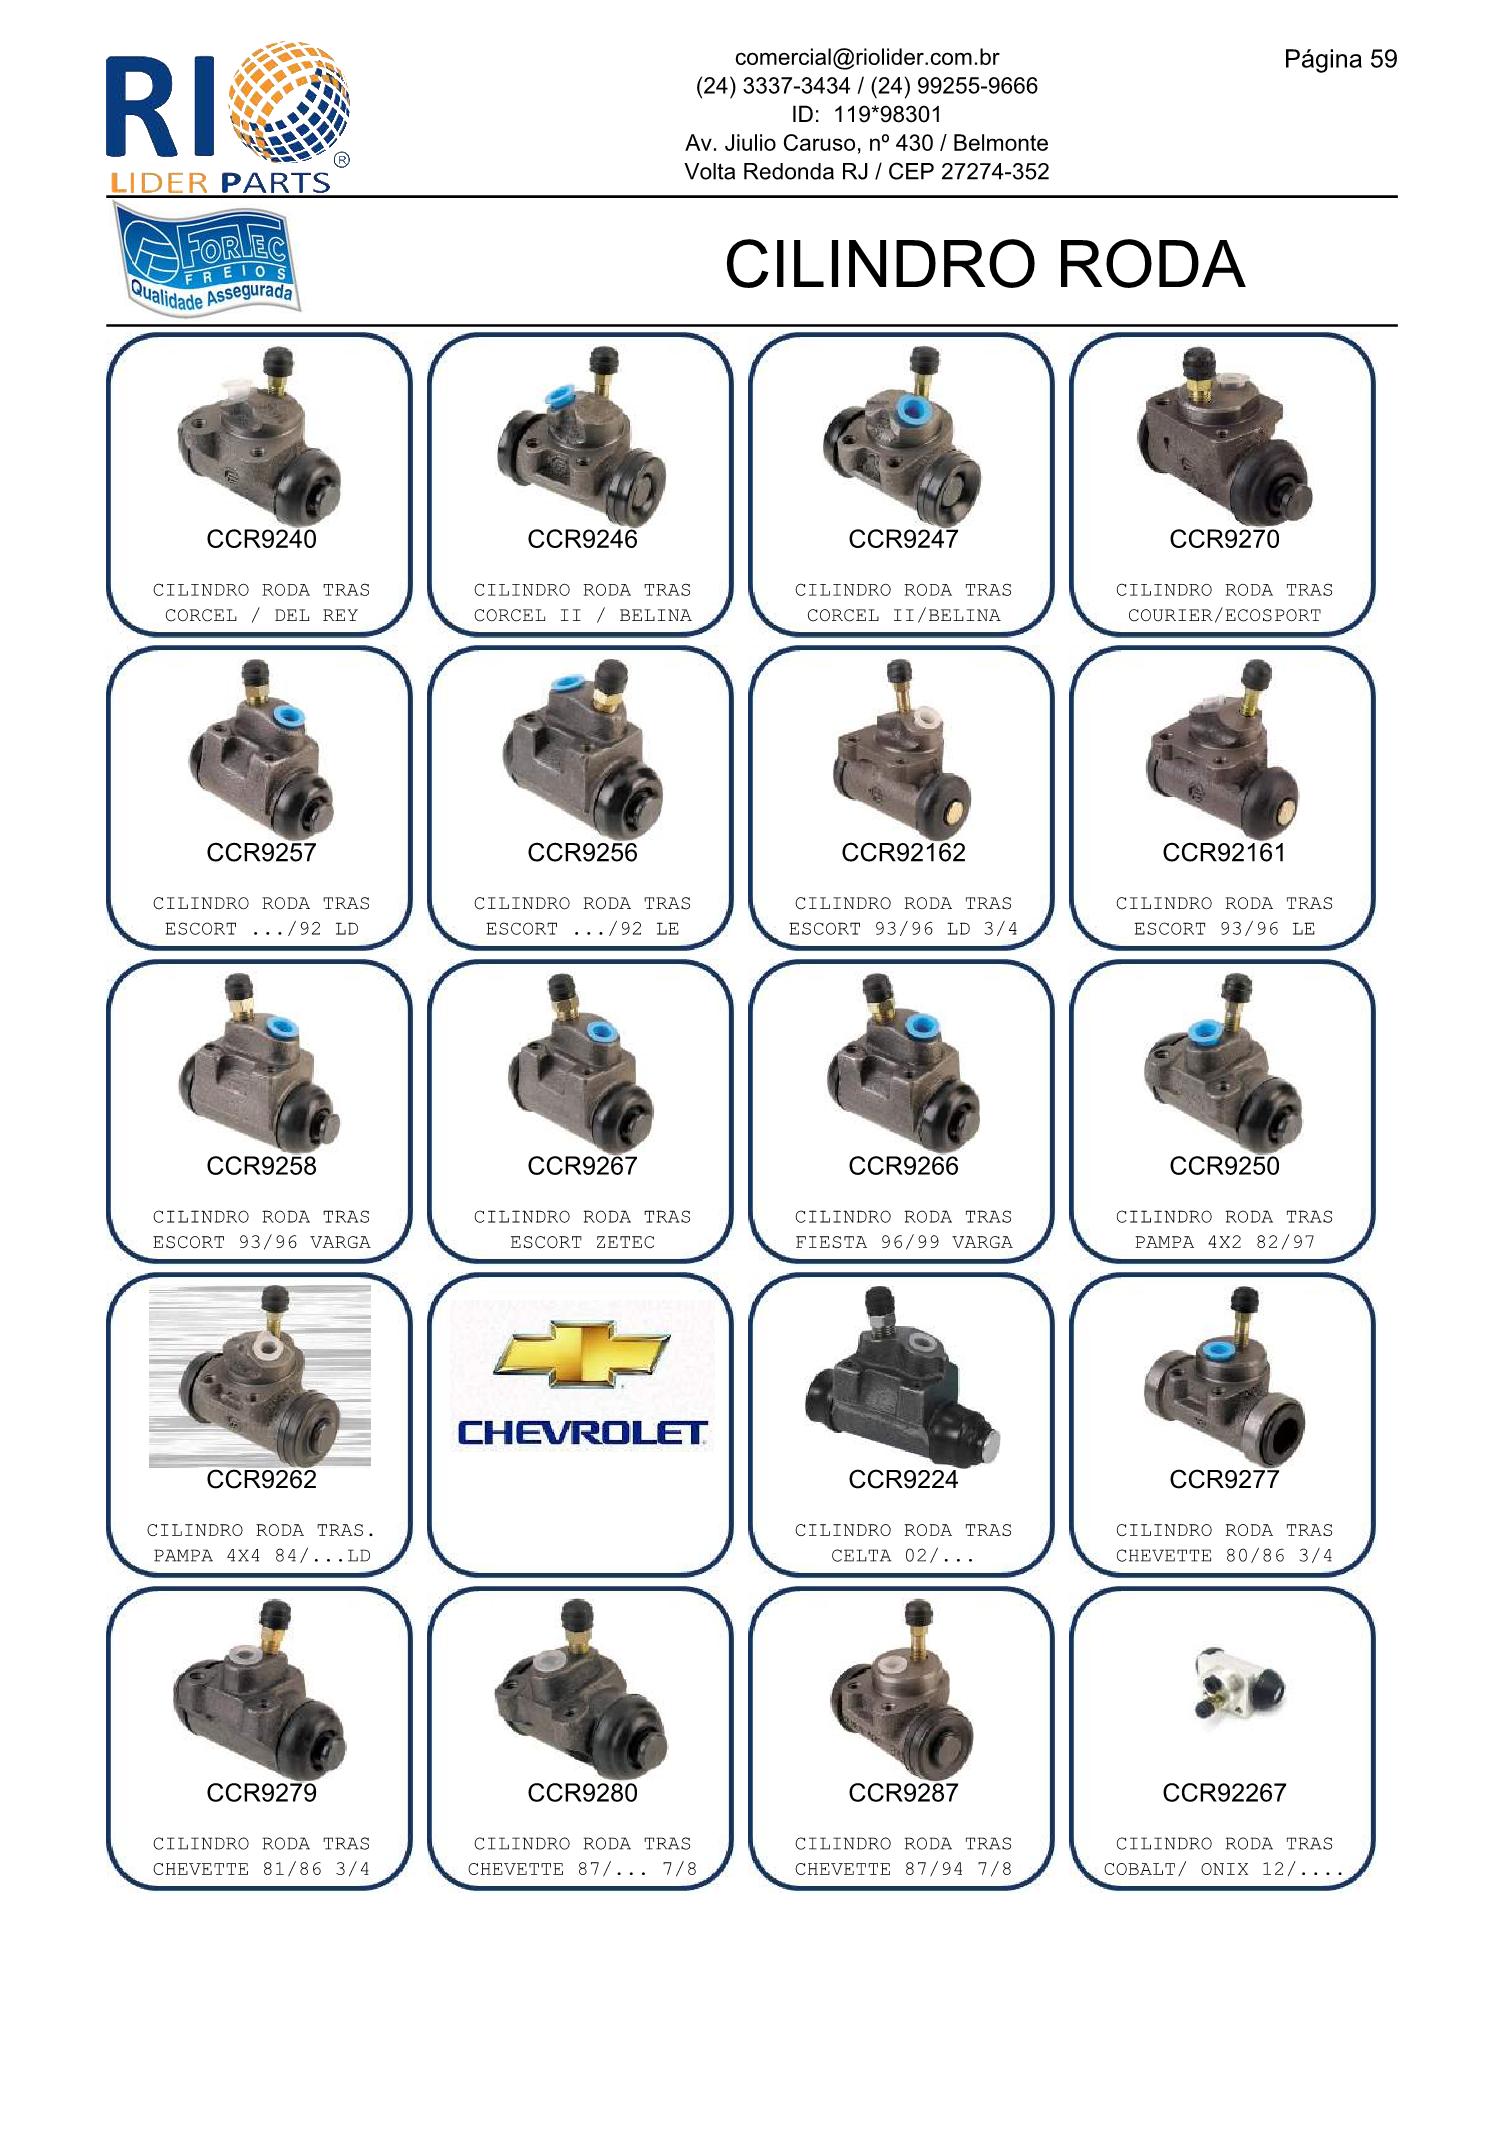 RIO
®
LIDER PARTS
comercial@riolider.com.br
(24) 3337-3434 / (24) 99255-9666
ID: 119*98301
Av. Jiulio Caruso, nº 430 / Belmonte
Volta Redonda RJ / CEP 27274-352
Página 59
FORTEC
FREIOS
Qualidade Assegurada
CILINDRO RODA
CCR9240
CILINDRO RODA TRAS
CORCEL / DEL REY
CCR9246
CILINDRO RODA TRAS
CORCEL II / BELINA
CCR9247
CILINDRO RODA TRAS
CORCEL II/BELINA
CCR9270
CILINDRO RODA TRAS
COURIER/ECOSPORT
CCR9257
CILINDRO RODA TRAS
ESCORT .../92 LD
CCR9256
CILINDRO RODA TRAS
ESCORT .../92 LE
CCR92162
CILINDRO RODA TRAS
ESCORT 93/96 LD 3/4
CCR92161
CILINDRO RODA TRAS
ESCORT 93/96 LE
CCR9258
CILINDRO RODA TRAS
ESCORT 93/96 VARGA
CCR9267
CILINDRO RODA TRAS
ESCORT ZETEC
CCR9266
CILINDRO RODA TRAS
FIESTA 96/99 VARGA
CCR9250
CILINDRO RODA TRAS
PAMPA 4X2 82/97
CCR9262
CILINDRO RODA TRAS.
PAMPA 4X4 84/...LD
CHEVROLET
CCR9224
CILINDRO RODA TRAS
CELTA 02/...
CCR9277
CILINDRO RODA TRAS
CHEVETTE 80/86 3/4
CCR9279
CILINDRO RODA TRAS
CHEVETTE 81/86 3/4
CCR9280
CILINDRO RODA TRAS
CHEVETTE 87/... 7/8
CCR9287
CILINDRO RODA TRAS
CHEVETTE 87/94 7/8
CCR92267
CILINDRO RODA TRAS
COBALT/ ONIX 12/....